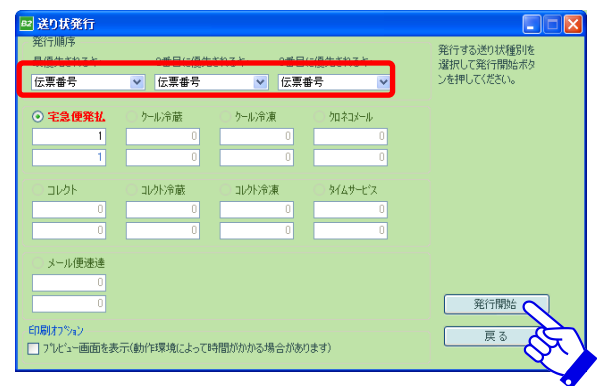 B2 送り状発行
発行順序
伝票番号 伝票番号 伝票番号
発行する送り状種別を
選択して発行開始ボタ
ンを押してください。
宅急便発払 クール冷蔵 クール冷凍 クロネコメール
1 0 0 0
1 0 0 0
コレクト コレクト冷蔵 コレクト冷凍 タイムサービス
0 0 0 0
0 0 0 0
メール便速達
0
0
発行開始
印刷オプション
戻る
プレビュー画面を表示(動作環境によって時間がかかる場合があります)